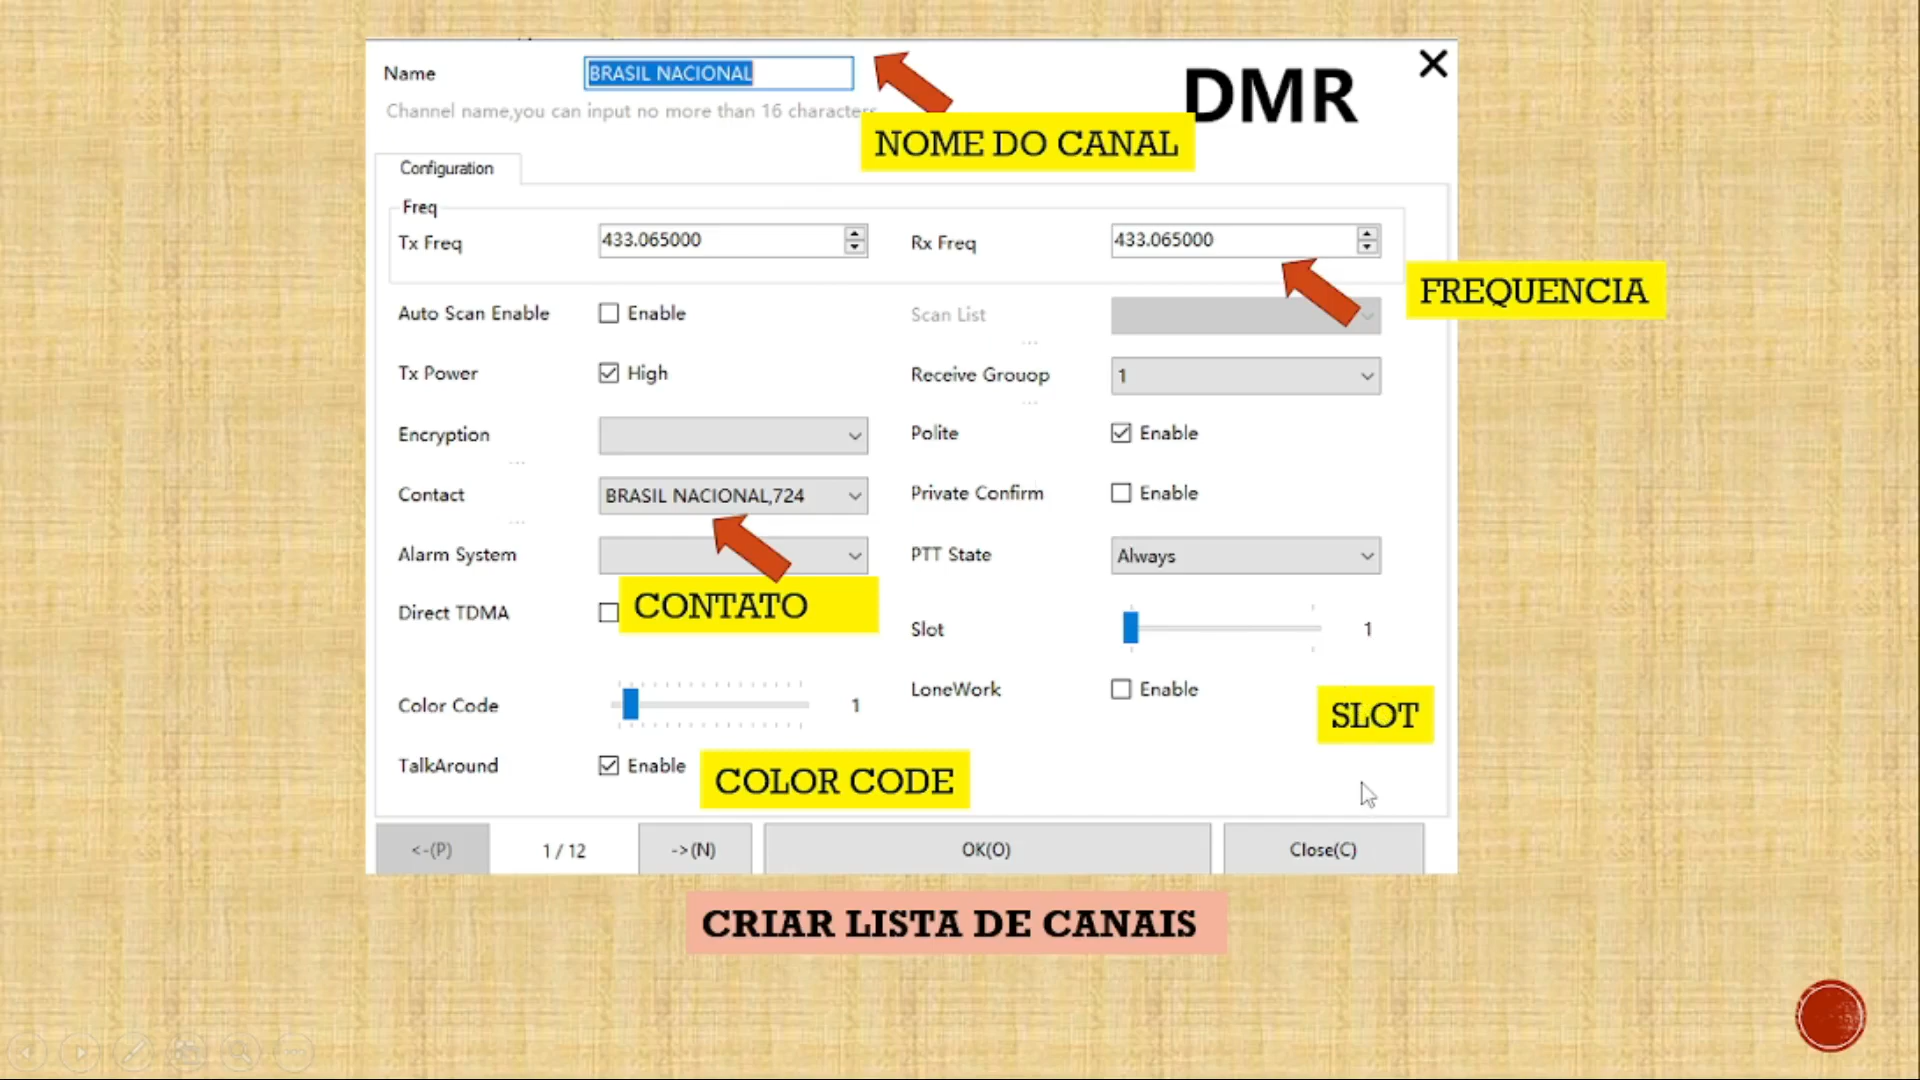 Name
BRASIL NACIONAL
DMR
Channel name,you can input no more than 16 characters
NOME DO CANAL
Configuration
Freq
Tx Freq
433.065000
Rx Freq
433.065000
FREQUENCIA
Auto Scan Enable
Enable
Scan List
...
Tx Power
High
Receive Grouop
1
...
Encryption
Polite
Enable
...
Contact
BRASIL NACIONAL,724
Private Confirm
Enable
...
Alarm System
PTT State
Always
Direct TDMA
CONTATO
Slot
1
Color Code
1
LoneWork
Enable
SLOT
TalkAround
Enable
COLOR CODE
<-(P)
1 / 12
->(N)
OK(O)
Close(C)
CRIAR LISTA DE CANAIS